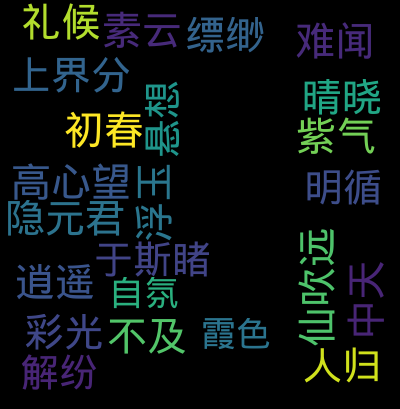 礼候
素云
缥缈
难闻
上界分
晴晓
悬想
初春
紫气
高心望
浮玉
明循
隐元君
于斯睹
仙吹远
中天
逍遥
自氛
彩光
不及
霞色
人归
解纷